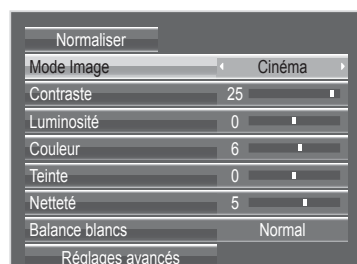 Normaliser
Mode Image Cinéma
Contraste 25
Luminosité 0
Couleur 6
Teinte 0
Netteté 5
Balance blancs Normal
Réglages avancés